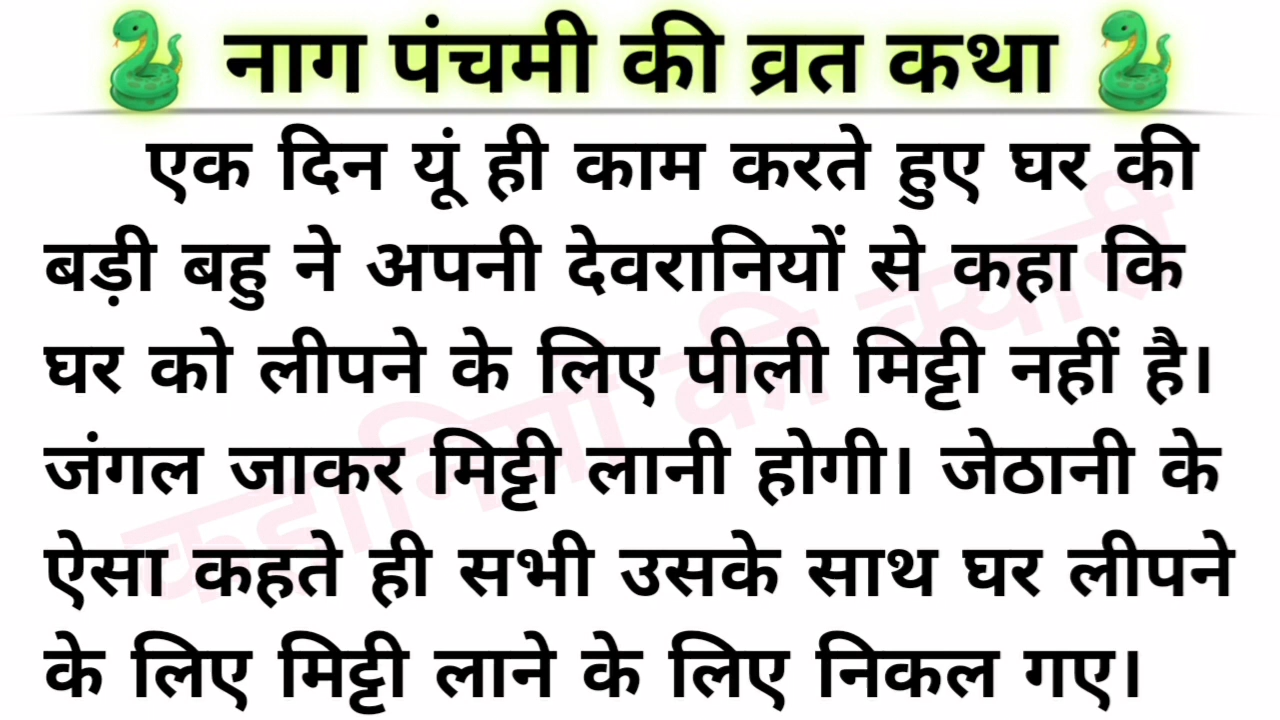 नाग पंचमी की व्रत कथा
एक दिन यूं ही काम करते हुए घर की
बड़ी बहु ने अपनी देवरानियों से कहा कि
घर को लीपने के लिए पीली मिट्टी नहीं है।
जंगल जाकर मिट्टी लानी होगी। जेठानी के
ऐसा कहते ही सभी उसके साथ घर लीपने
के लिए मिट्टी लाने के लिए निकल गए।
कहानियों की क्यारी